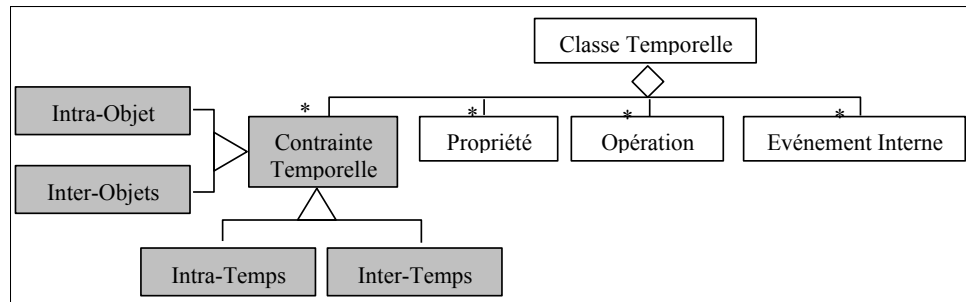 Classe Temporelle
Intra-Objet
Inter-Objets
*
Contrainte
Temporelle
*
Propriété
*
Opération
*
Evénement Interne
Intra-Temps
Inter-Temps